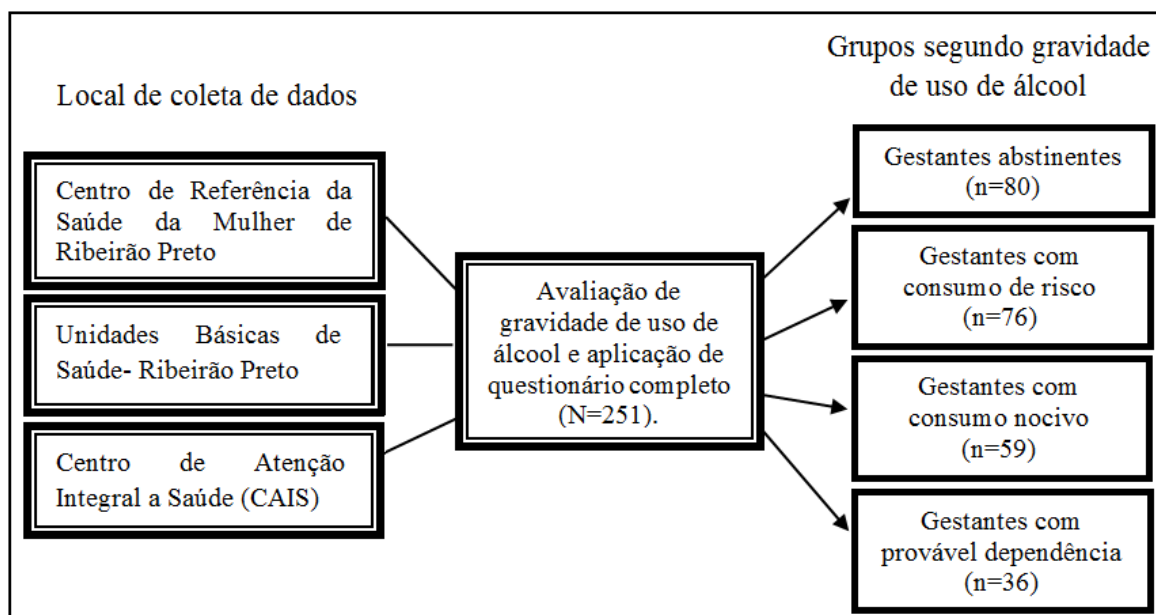 Local de coleta de dados
Centro de Referência da
Saúde da Mulher de
Ribeirão Preto
Unidades Básicas de
Saúde- Ribeirão Preto
Centro de Atenção
Integral a Saúde (CAIS)
Avaliação de
gravidade de uso de
álcool e aplicação de
questionário completo
(N=251).
Grupos segundo gravidade
de uso de álcool
Gestantes abstinentes
(n=80)
Gestantes com
consumo de risco
(n=76)
Gestantes com
consumo nocivo
(n=59)
Gestantes com
provável dependência
(n=36)